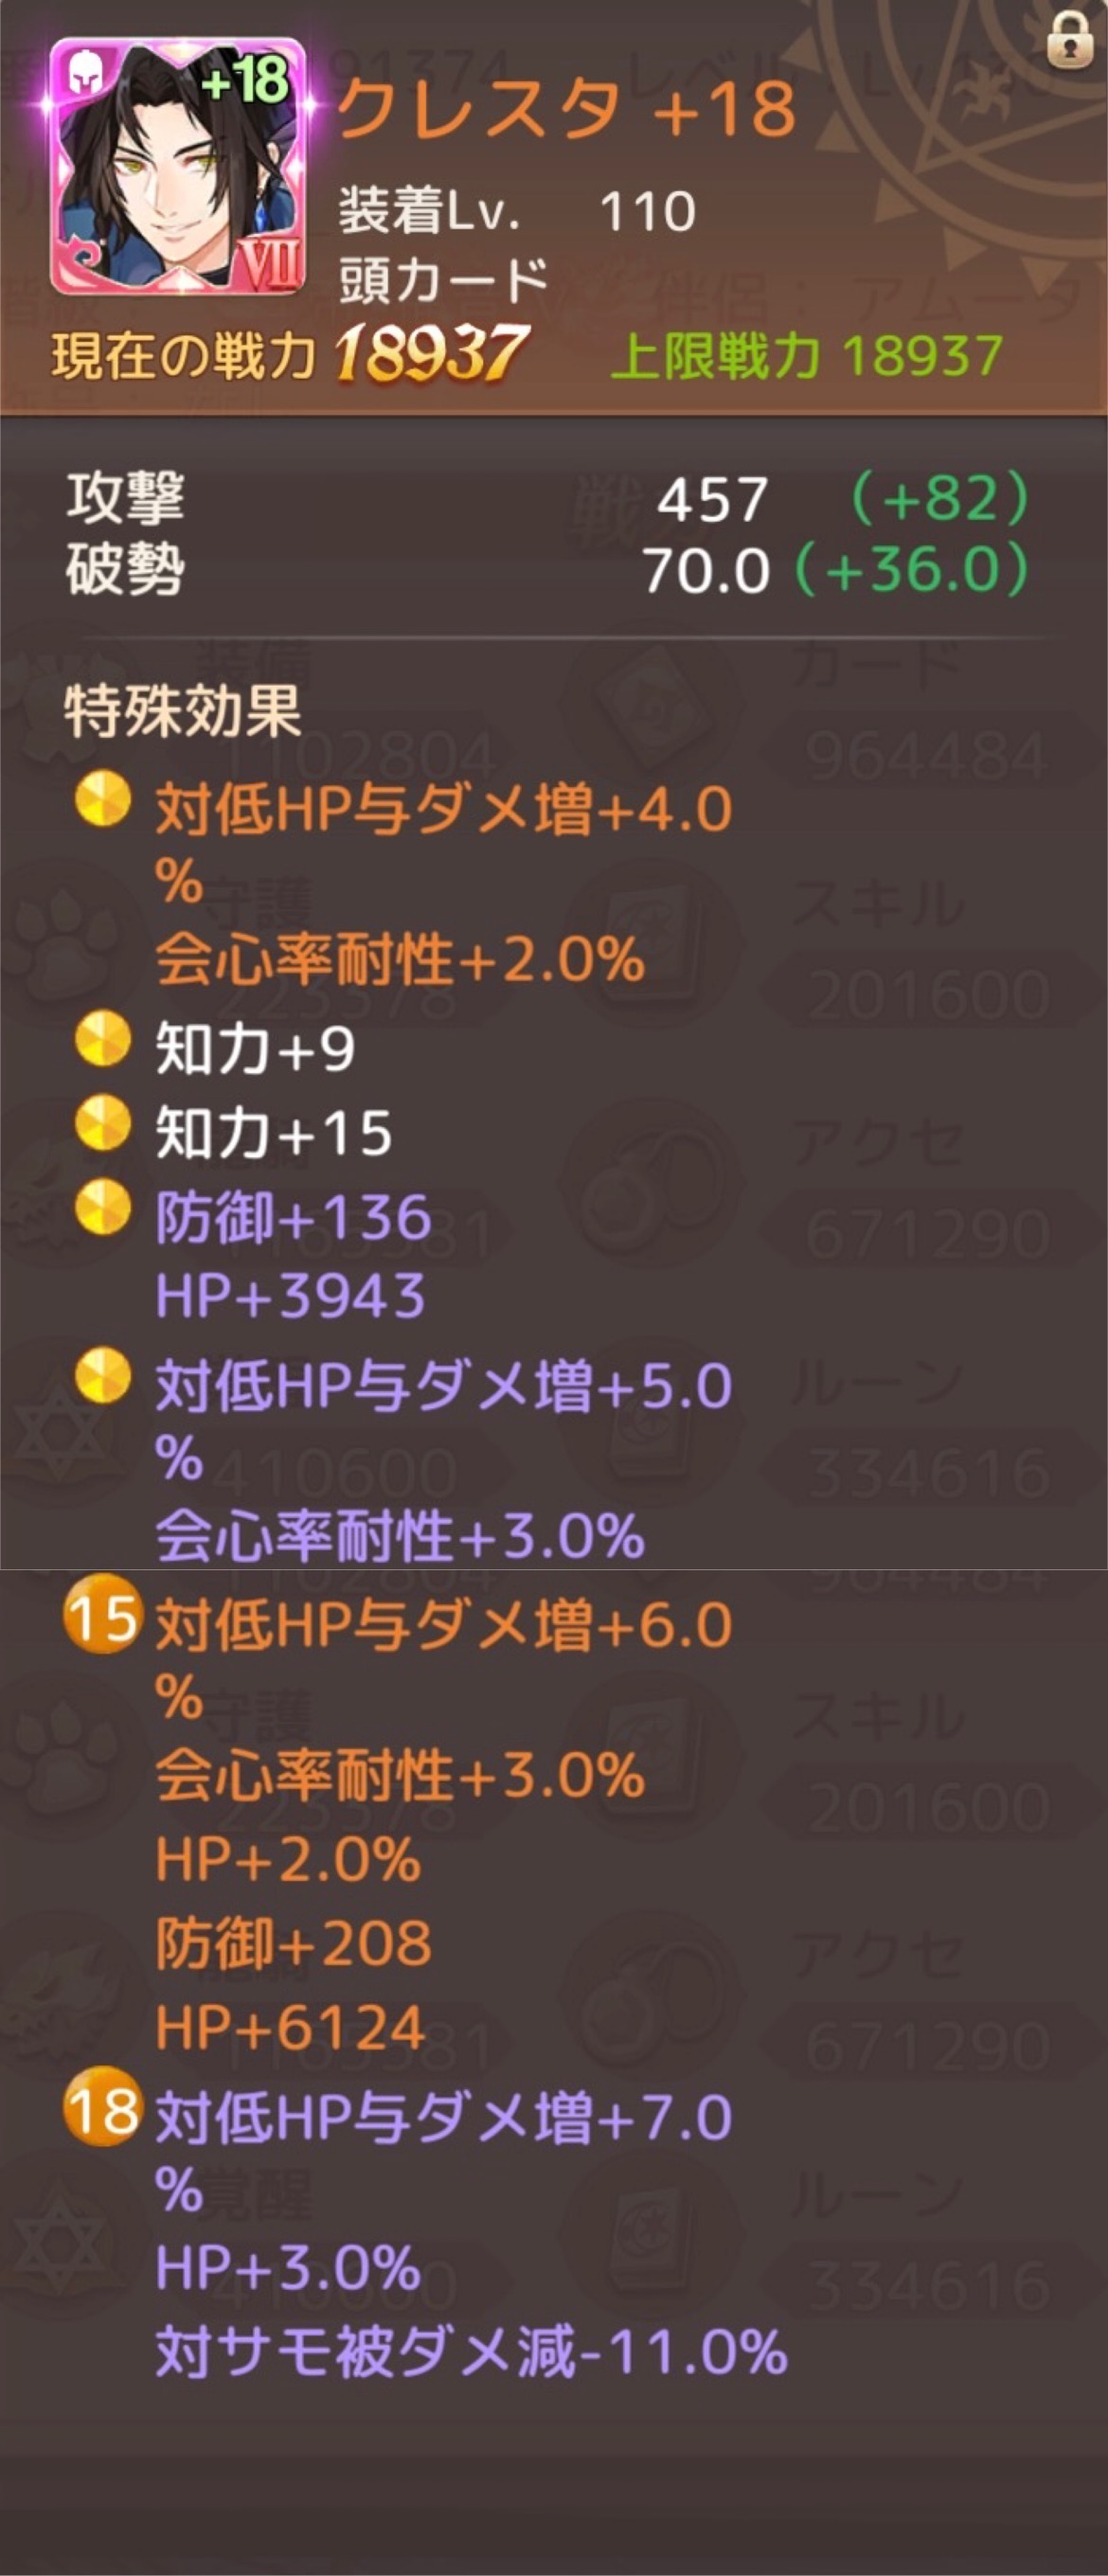 +18
クレスタ +18
VII
装着Lv. 110
頭カード
現在の戦力 18937 上限戦力 18937
攻撃 457 (+82)
破勢 70.0 (+36.0)
特殊効果
対低HP与ダメ増+4.0
%
会心率耐性+2.0%
知力+9
知力+15
防御+136
HP+3943
対低HP与ダメ増+5.0
%
会心率耐性+3.0%
15 対低HP与ダメ増+6.0
%
会心率耐性+3.0%
HP+2.0%
防御+208
HP+6124
18 対低HP与ダメ増+7.0
%
HP+3.0%
対サモ被ダメ減-11.0%